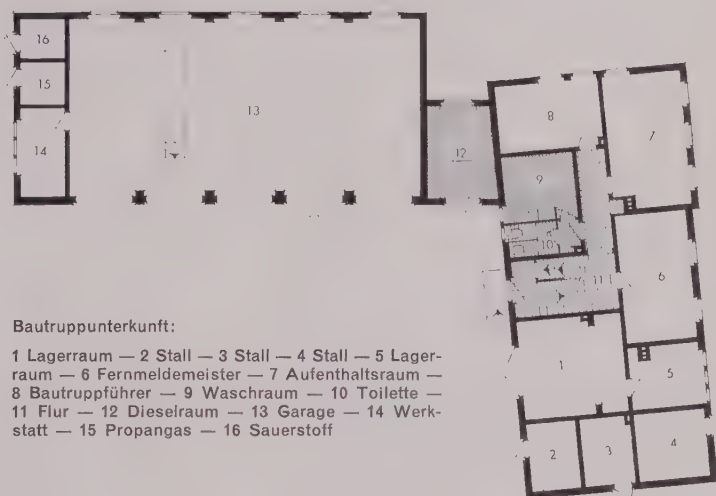 16
15
14
13
12
8
7
9
10
11
6
1
5
2
3
4
Bautruppunterkunft:
1 Lagerraum — 2 Stall — 3 Stall — 4 Stall — 5 Lager-
raum — 6 Fernmeldemeister — 7 Aufenthaltsraum —
8 Bautruppführer — 9 Waschraum — 10 Toilette —
11 Flur — 12 Dieselraum — 13 Garage — 14 Werk-
statt — 15 Propangas — 16 Sauerstoff